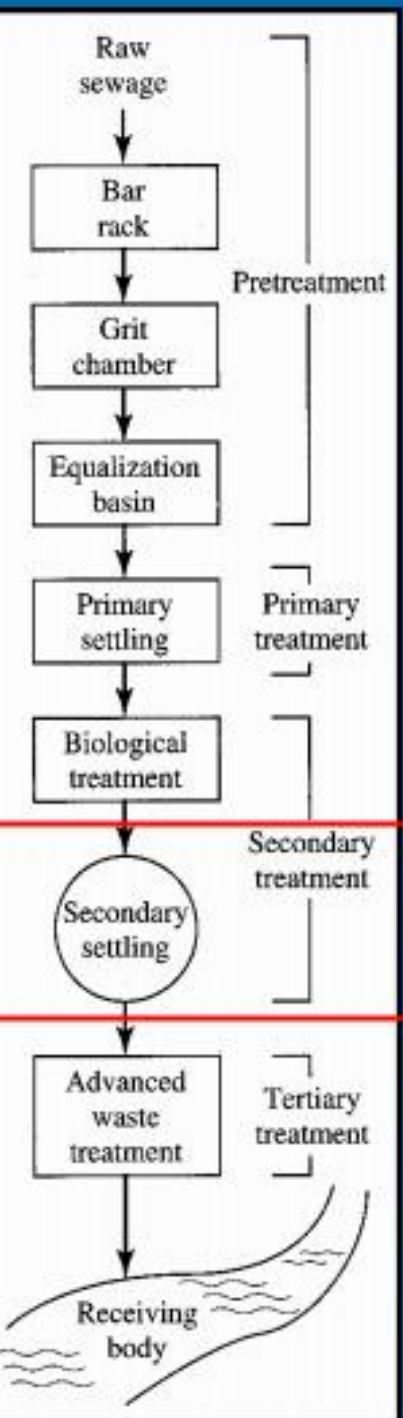 Raw
sewage
Bar
rack
Pretreatment
Grit
chamber
Equalization
basin
Primary
settling
Primary
treatment
Biological
treatment
Secondary
treatment
Secondary
settling
Advanced
waste
treatment
Tertiary
treatment
Receiving
body